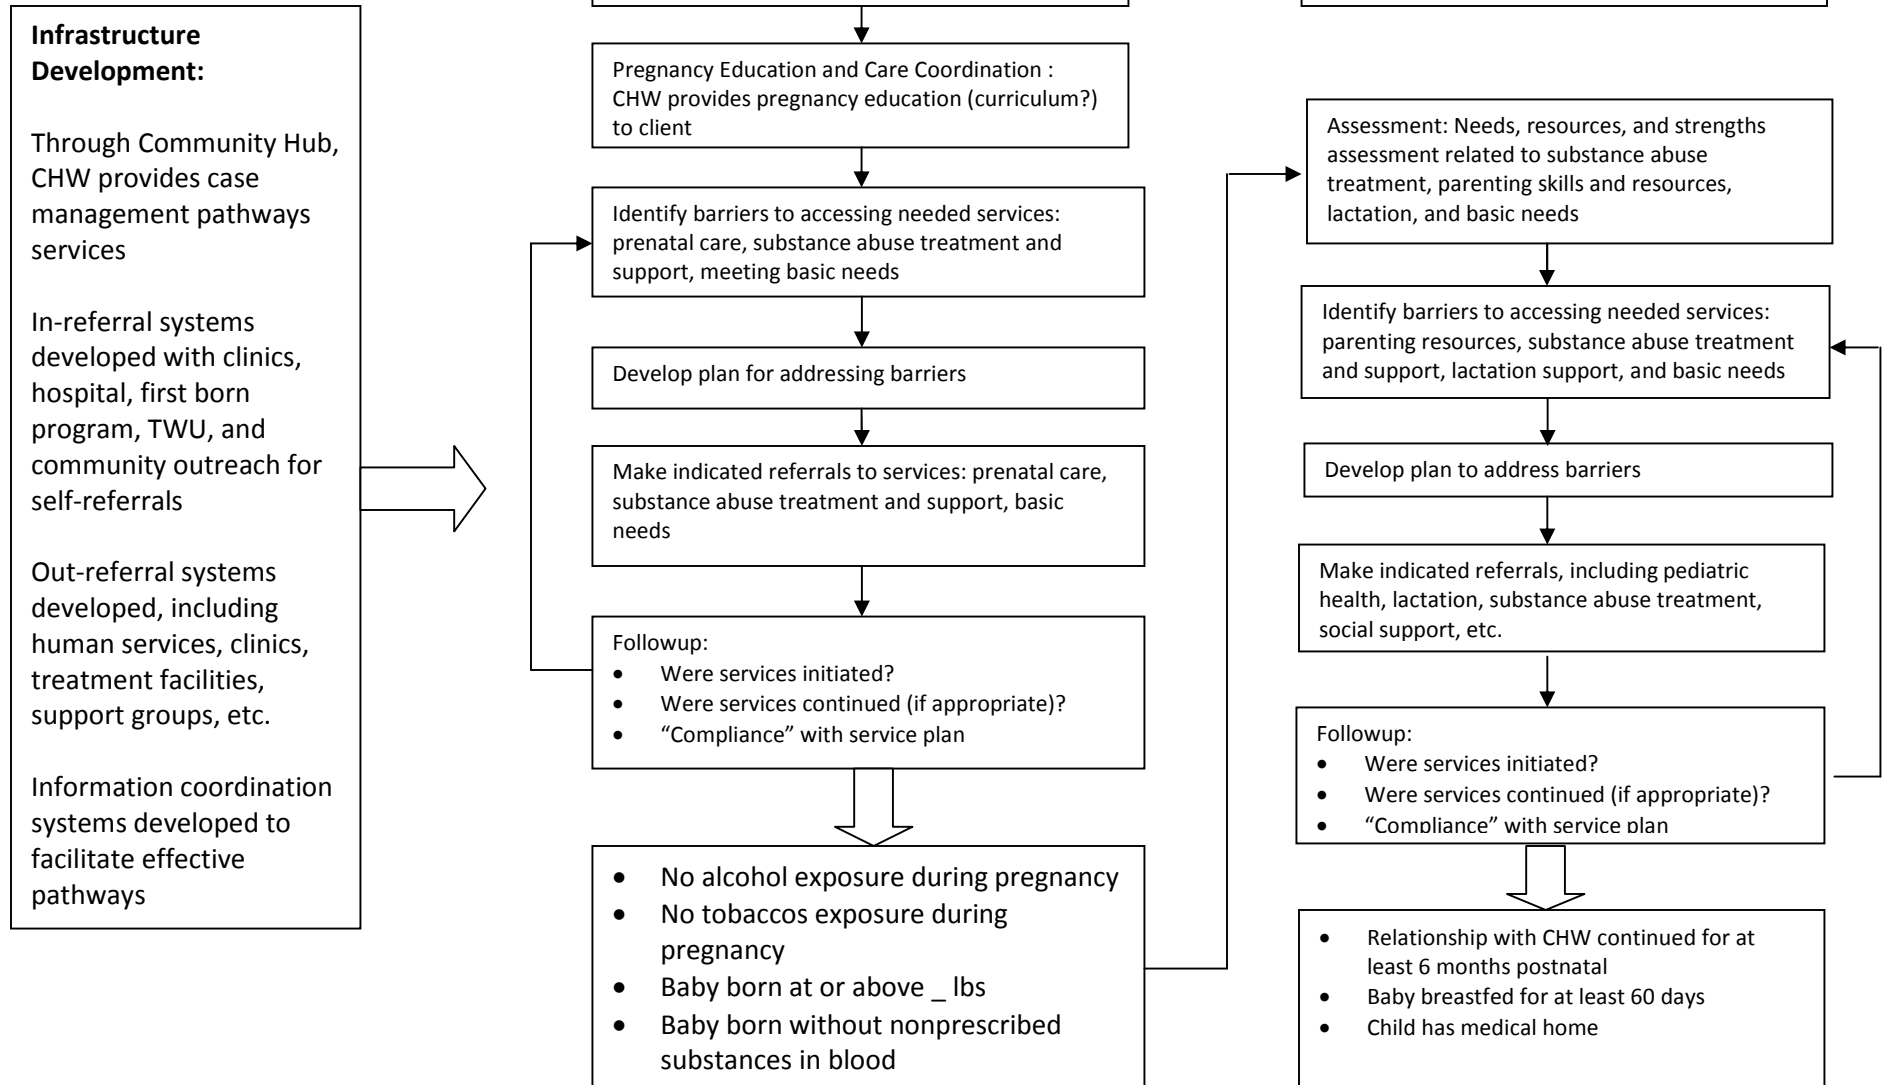 Infrastructure
Development:
Through Community Hub,
CHW provides case
management pathways
services
In-referral systems
developed with clinics,
hospital, first born
program, TWU, and
community outreach for
self-referrals
Out-referral systems
developed, including
human services, clinics,
treatment facilities,
support groups, etc.
Information coordination
systems developed to
facilitate effective
pathways
Pregnancy Education and Care Coordination :
CHW provides pregnancy education (curriculum?)
to client
Identify barriers to accessing needed services:
prenatal care, substance abuse treatment and
support, meeting basic needs
Develop plan for addressing barriers
Make indicated referrals to services: prenatal care,
substance abuse treatment and support, basic
needs
Followup:
• Were services initiated?
• Were services continued (if appropriate)?
• “Compliance” with service plan
• No alcohol exposure during pregnancy
• No tobaccos exposure during
pregnancy
• Baby born at or above _ lbs
• Baby born without nonprescribed
substances in blood
Assessment: Needs, resources, and strengths
assessment related to substance abuse
treatment, parenting skills and resources,
lactation, and basic needs
Identify barriers to accessing needed services:
parenting resources, substance abuse treatment
and support, lactation support, and basic needs
Develop plan to address barriers
Make indicated referrals, including pediatric
health, lactation, substance abuse treatment,
social support, etc.
Followup:
• Were services initiated?
• Were services continued (if appropriate)?
• “Compliance” with service plan
• Relationship with CHW continued for at
least 6 months postnatal
• Baby breastfed for at least 60 days
• Child has medical home